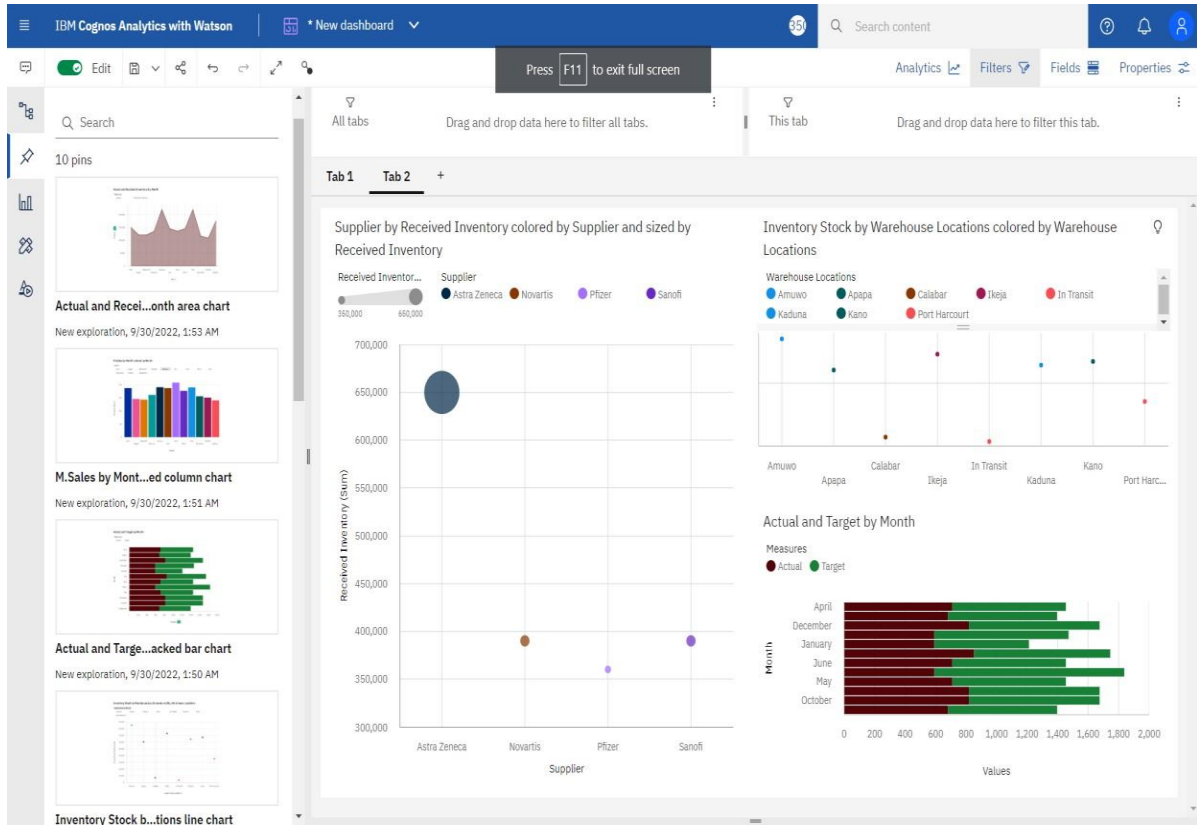 IBM Cognos Analytics with Watson
* New dashboard
Search content
Edit
Press F11 to exit full screen
Analytics
Filters
Fields
Properties
Search
10 pins
Actual and Recei...onth area chart
New exploration, 9/30/2022, 1:53 AM
M.Sales by Mont...ed column chart
New exploration, 9/30/2022, 1:51 AM
Actual and Targe...acked bar chart
New exploration, 9/30/2022, 1:50 AM
Inventory Stock b...tions line chart
All tabs
Drag and drop data here to filter all tabs.
This tab
Drag and drop data here to filter this tab.
Tab 1 Tab 2 +
Supplier by Received Inventory colored by Supplier and sized by
Received Inventory
Received Inventor...
350,000 660,000
Supplier
Astra Zeneca Novartis Pfizer Sanofi
700,000
650,000
600,000
550,000
500,000
450,000
400,000
350,000
300,000
Received Inventory (Sum)
Astra Zeneca Novartis Pfizer Sanofi
Supplier
Inventory Stock by Warehouse Locations colored by Warehouse
Locations
Warehouse Locations
Amuwo Apapa Calabar Ikeja In Transit
Kaduna Kano Port Harcourt
Amuwo Calabar In Transit Kano
Apapa Ikeja Kaduna Port Harc...
Actual and Target by Month
Measures
Actual Target
Month
April
December
January
June
May
October
0 200 400 600 800 1,000 1,200 1,400 1,600 1,800 2,000
Values